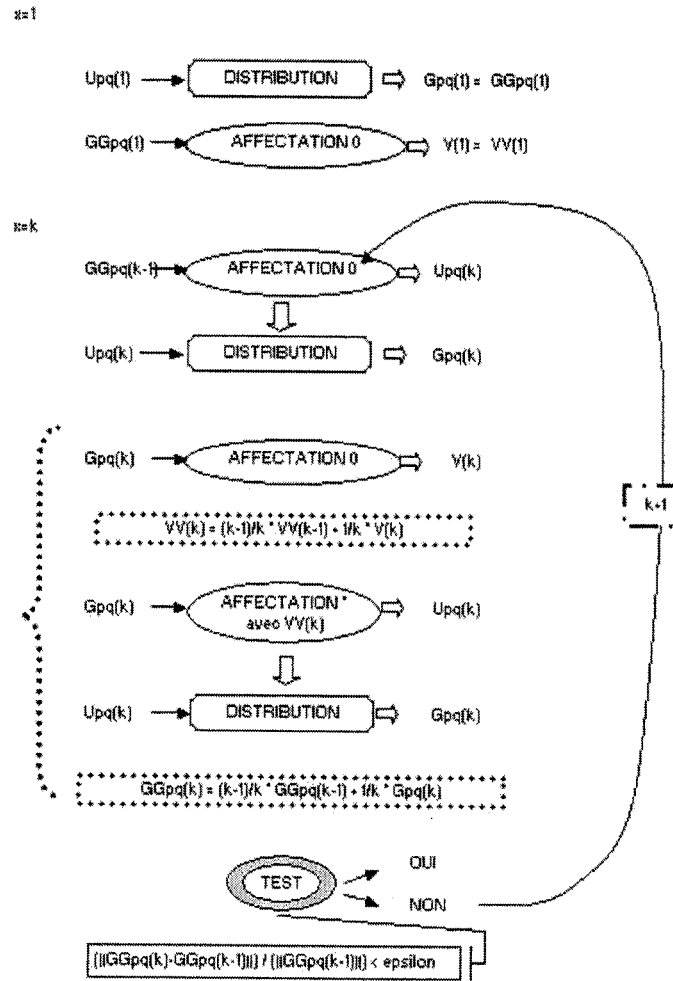 x=1
Upq(1) DISTRIBUTION Gpq(1) = GGpq(1)
GGpq(1) AFFECTATION 0 V(1) = VV(1)
x=k
GGpq(k-1) AFFECTATION 0 Upq(k)
Upq(k) DISTRIBUTION Gpq(k)
Gpq(k) AFFECTATION 0 V(k)
k+1
VV(k) = (k-1)/k * VV(k-1) + 1/k * V(k)
Gpq(k) AFFECTATION * Upq(k)
avec VV(k)
Upq(k) DISTRIBUTION Gpq(k)
GGpq(k) = (k-1)/k * GGpq(k-1) + 1/k * Gpq(k)
TEST
OUI
NON
(||GGpq(k)-GGpq(k-1)||) / (||GGpq(k-1)||) < epsilon